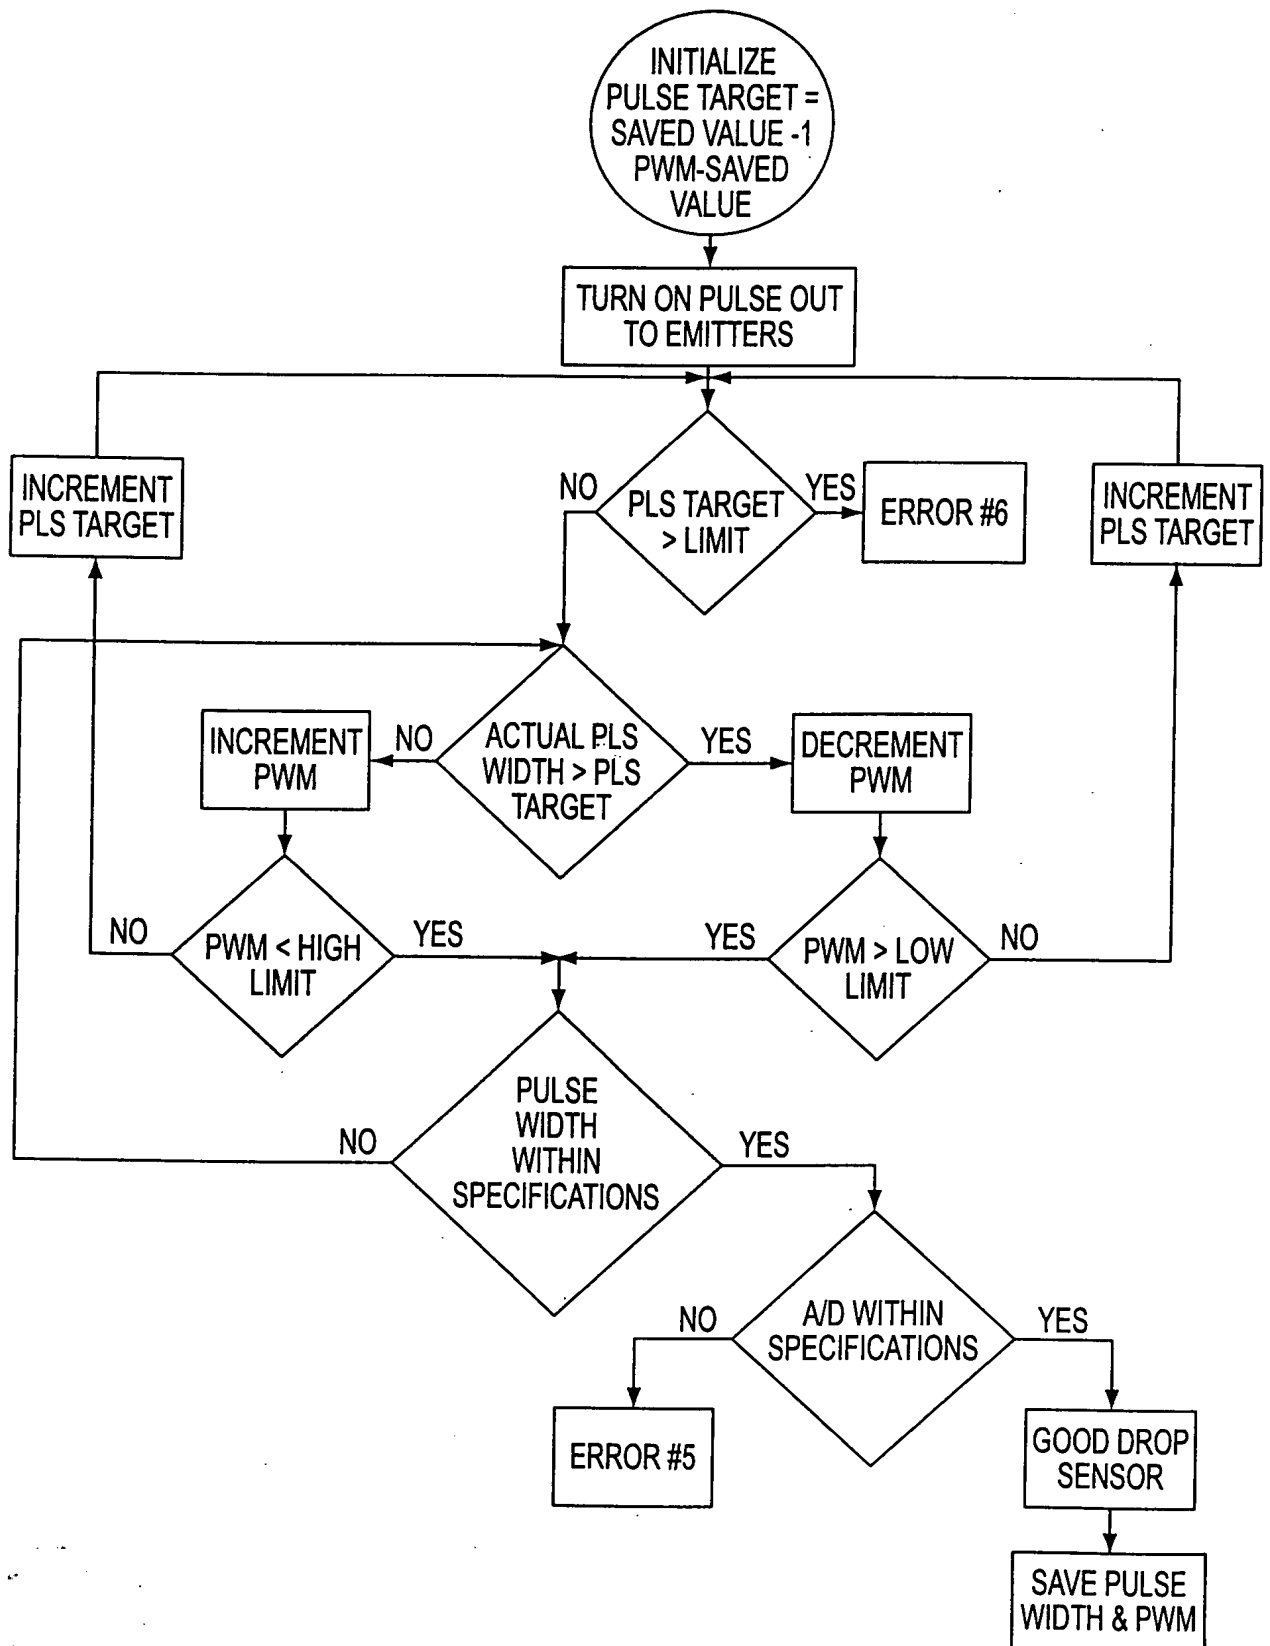 INITIALIZE
PULSE TARGET =
SAVED VALUE -1
PWM-SAVED
VALUE
TURN ON PULSE OUT
TO EMITTERS
INCREMENT
PLS TARGET
NO
PLS TARGET
> LIMIT
YES
ERROR #6
INCREMENT
PLS TARGET
INCREMENT
PWM
NO
ACTUAL PLS
WIDTH > PLS
TARGET
YES
DECREMENT
PWM
NO
PWM < HIGH
LIMIT
YES
YES
PWM > LOW
LIMIT
NO
NO
PULSE
WIDTH
WITHIN
SPECIFICATIONS
YES
NO
A/D WITHIN
SPECIFICATIONS
YES
ERROR #5
GOOD DROP
SENSOR
SAVE PULSE
WIDTH & PWM